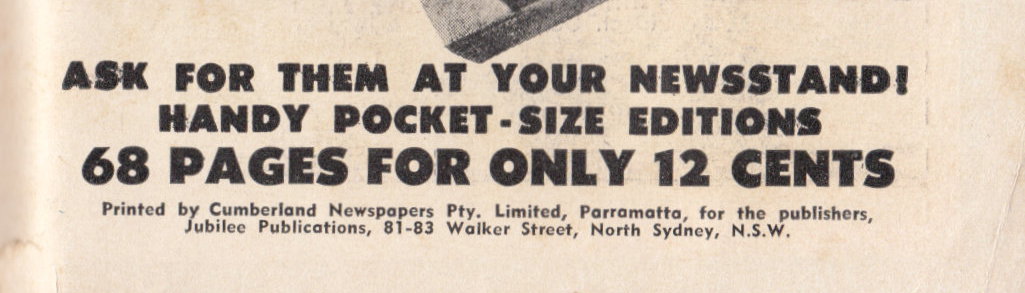 ASK FOR THEM AT YOUR NEWSSTAND!
HANDY POCKET-SIZE EDITIONS
68 PAGES FOR ONLY 12 CENTS
Printed by Cumberland Newspapers Pty. Limited, Parramatta, for the publishers,
Jubilee Publications, 81-83 Walker Street, North Sydney, N.S.W.